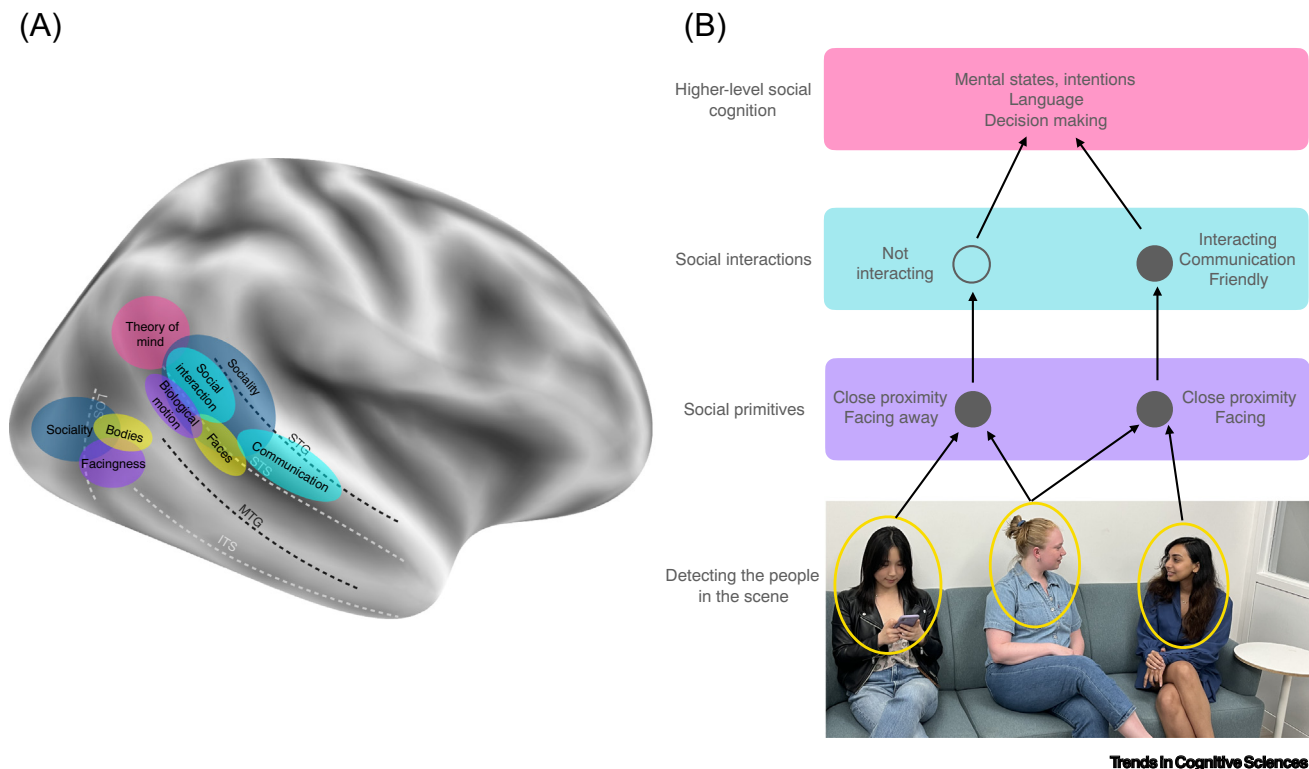 (A)
Theory of
mind
Sociality
Social
interaction
Biological
motion
LOS
Sociality
Bodies
Facingness
Faces
STG
STS
Communication
MTG
ITS
(B)
Higher-level social
cognition
Mental states, intentions
Language
Decision making
Social interactions
Not
interacting
Interacting
Communication
Friendly
Social primitives
Close proximity
Facing away
Close proximity
Facing
Detecting the people
in the scene
Trends in Cognitive Sciences